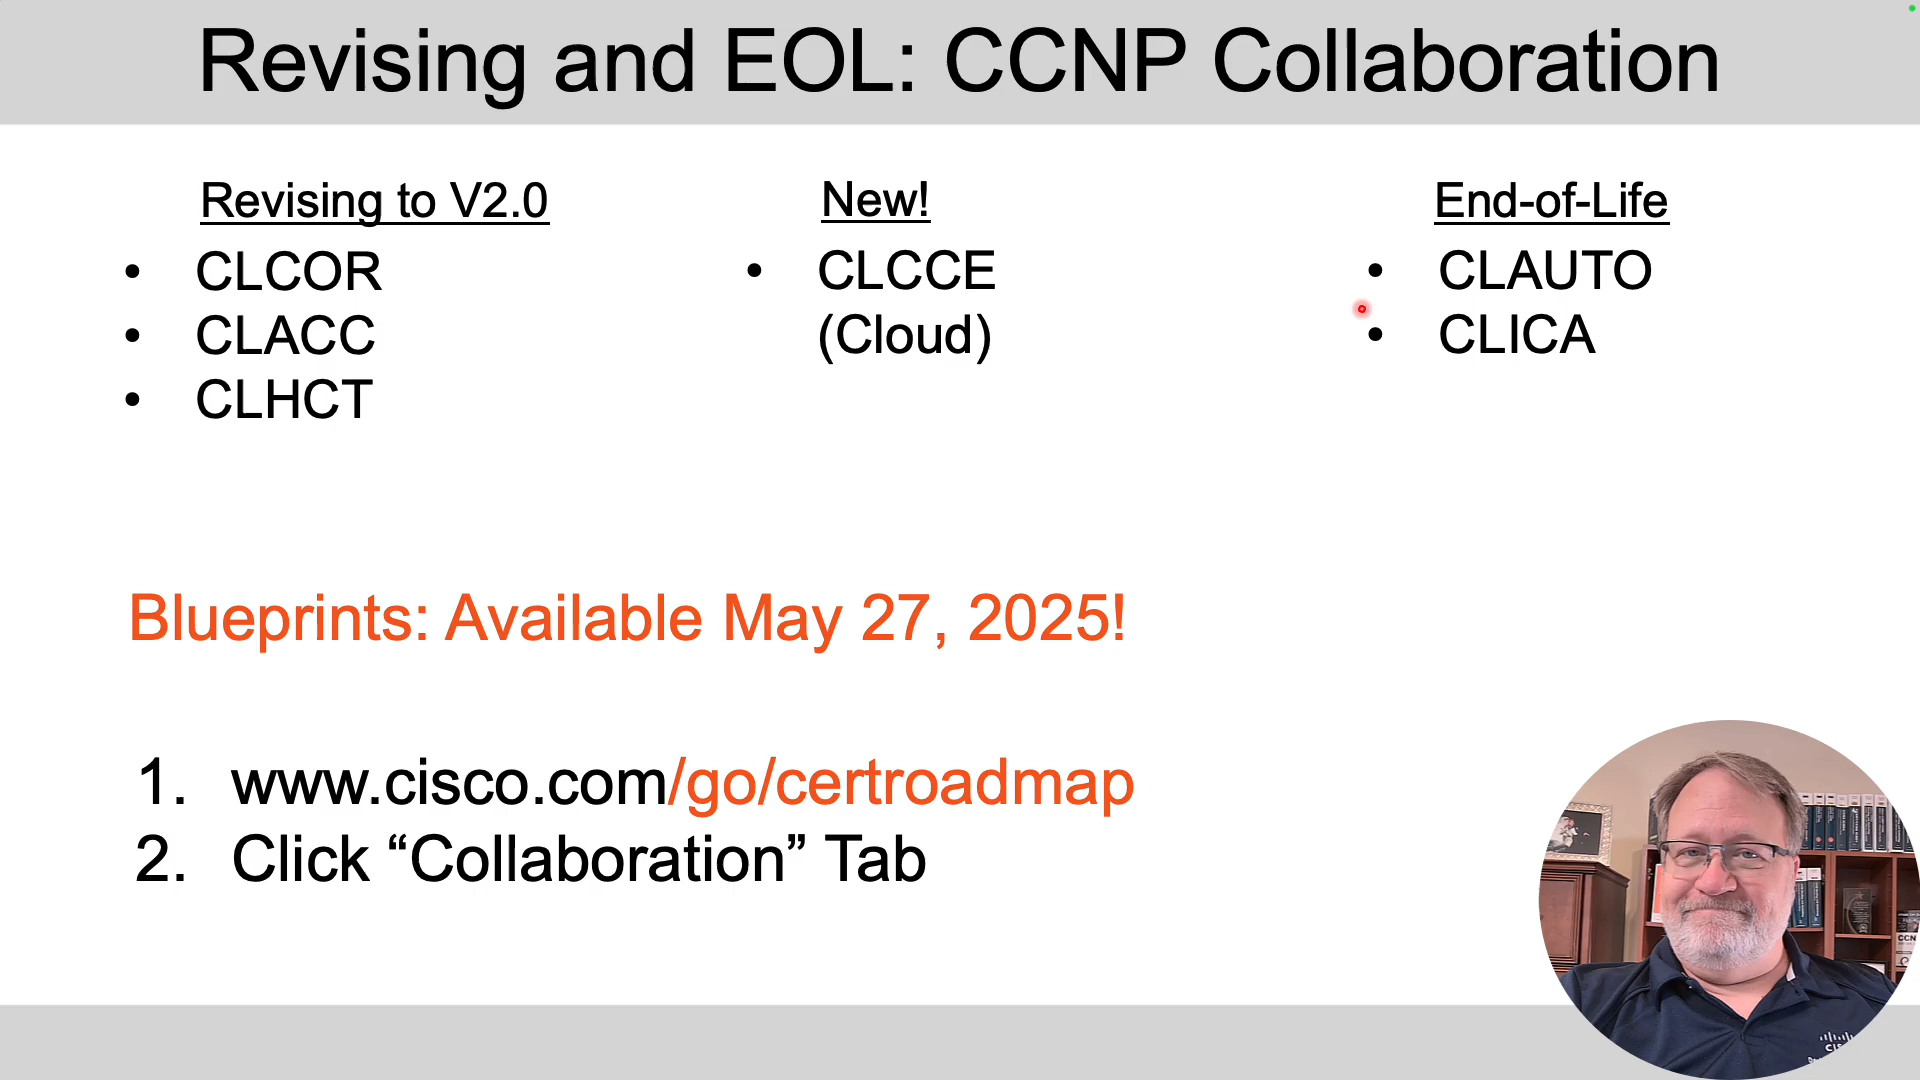 Revising and EOL: CCNP Collaboration
Revising to V2.0
• CLCOR
• CLACC
• CLHCT
New!
• CLCCE
(Cloud)
End-of-Life
• CLAUTO
• CLICA
Blueprints: Available May 27, 2025!
1. www.cisco.com/go/certroadmap
2. Click “Collaboration” Tab